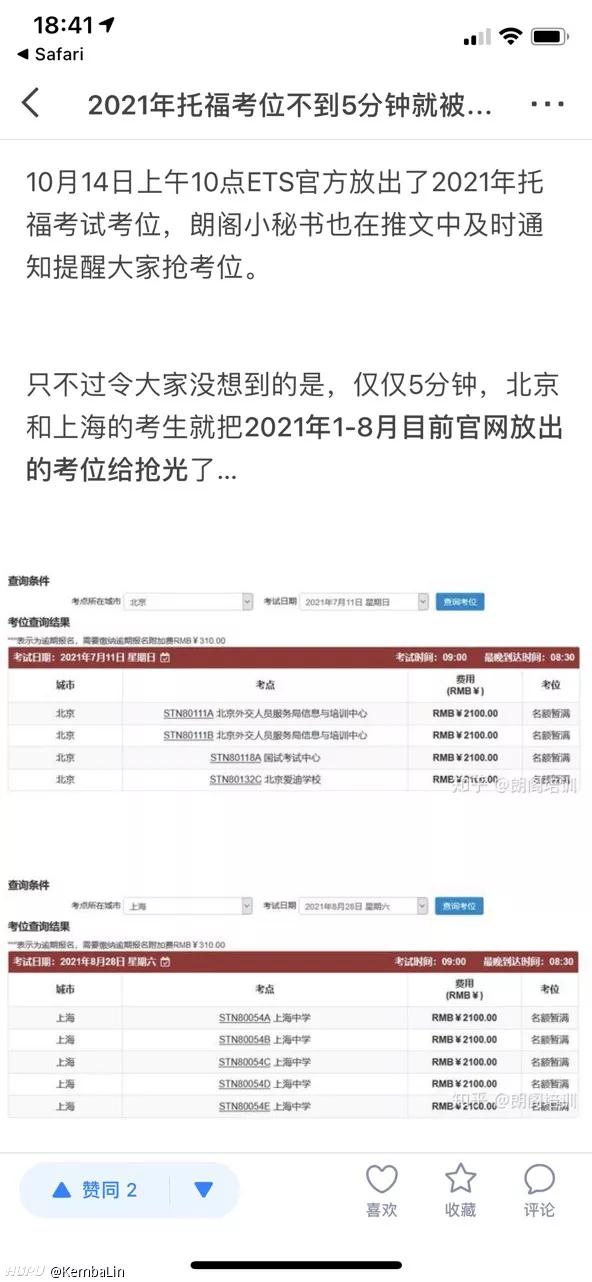 18:41
Safari
2021年托福考位不到5分钟就被...
10月14日上午10点ETS官方放出了2021年托
福考试考位，朗阁小秘书也在推文中及时通
知提醒大家抢考位。
只不过令大家没想到的是，仅仅5分钟，北京
和上海的考生就把2021年1-8月目前官网放出
的考位给抢光了...
查询条件
考点所在城市 北京 考试日期 2021年7月11日 星期日 查询考位
考位查询结果
***表示为逾期报名，需要缴纳逾期报名附加费RMB￥310.00
考试日期：2021年7月11日 星期日 考试时间：09:00 最晚到达时间：08:30
城市 考点 费用 (RMB￥) 考位
北京 STN80111A 北京外交人员服务局信息与培训中心 RMB￥2100.00 名额暂满
北京 STN80111B 北京外交人员服务局信息与培训中心 RMB￥2100.00 名额暂满
北京 STN80118A 国试考试中心 RMB￥2100.00 名额暂满
北京 STN80132C 北京爱迪学校 RMB￥2100.00 名额暂满
知乎 @朗阁培训
查询条件
考点所在城市 上海 考试日期 2021年8月28日 星期六 查询考位
考位查询结果
***表示为逾期报名，需要缴纳逾期报名附加费RMB￥310.00
考试日期：2021年8月28日 星期六 考试时间：09:00 最晚到达时间：08:30
城市 考点 费用 (RMB￥) 考位
上海 STN80054A 上海中学 RMB￥2100.00 名额暂满
上海 STN80054B 上海中学 RMB￥2100.00 名额暂满
上海 STN80054C 上海中学 RMB￥2100.00 名额暂满
上海 STN80054D 上海中学 RMB￥2100.00 名额暂满
上海 STN80054E 上海中学 RMB￥2100.00 名额暂满
知乎 @朗阁培训
赞同 2
喜欢 收藏 评论
HUPU @KembaLin